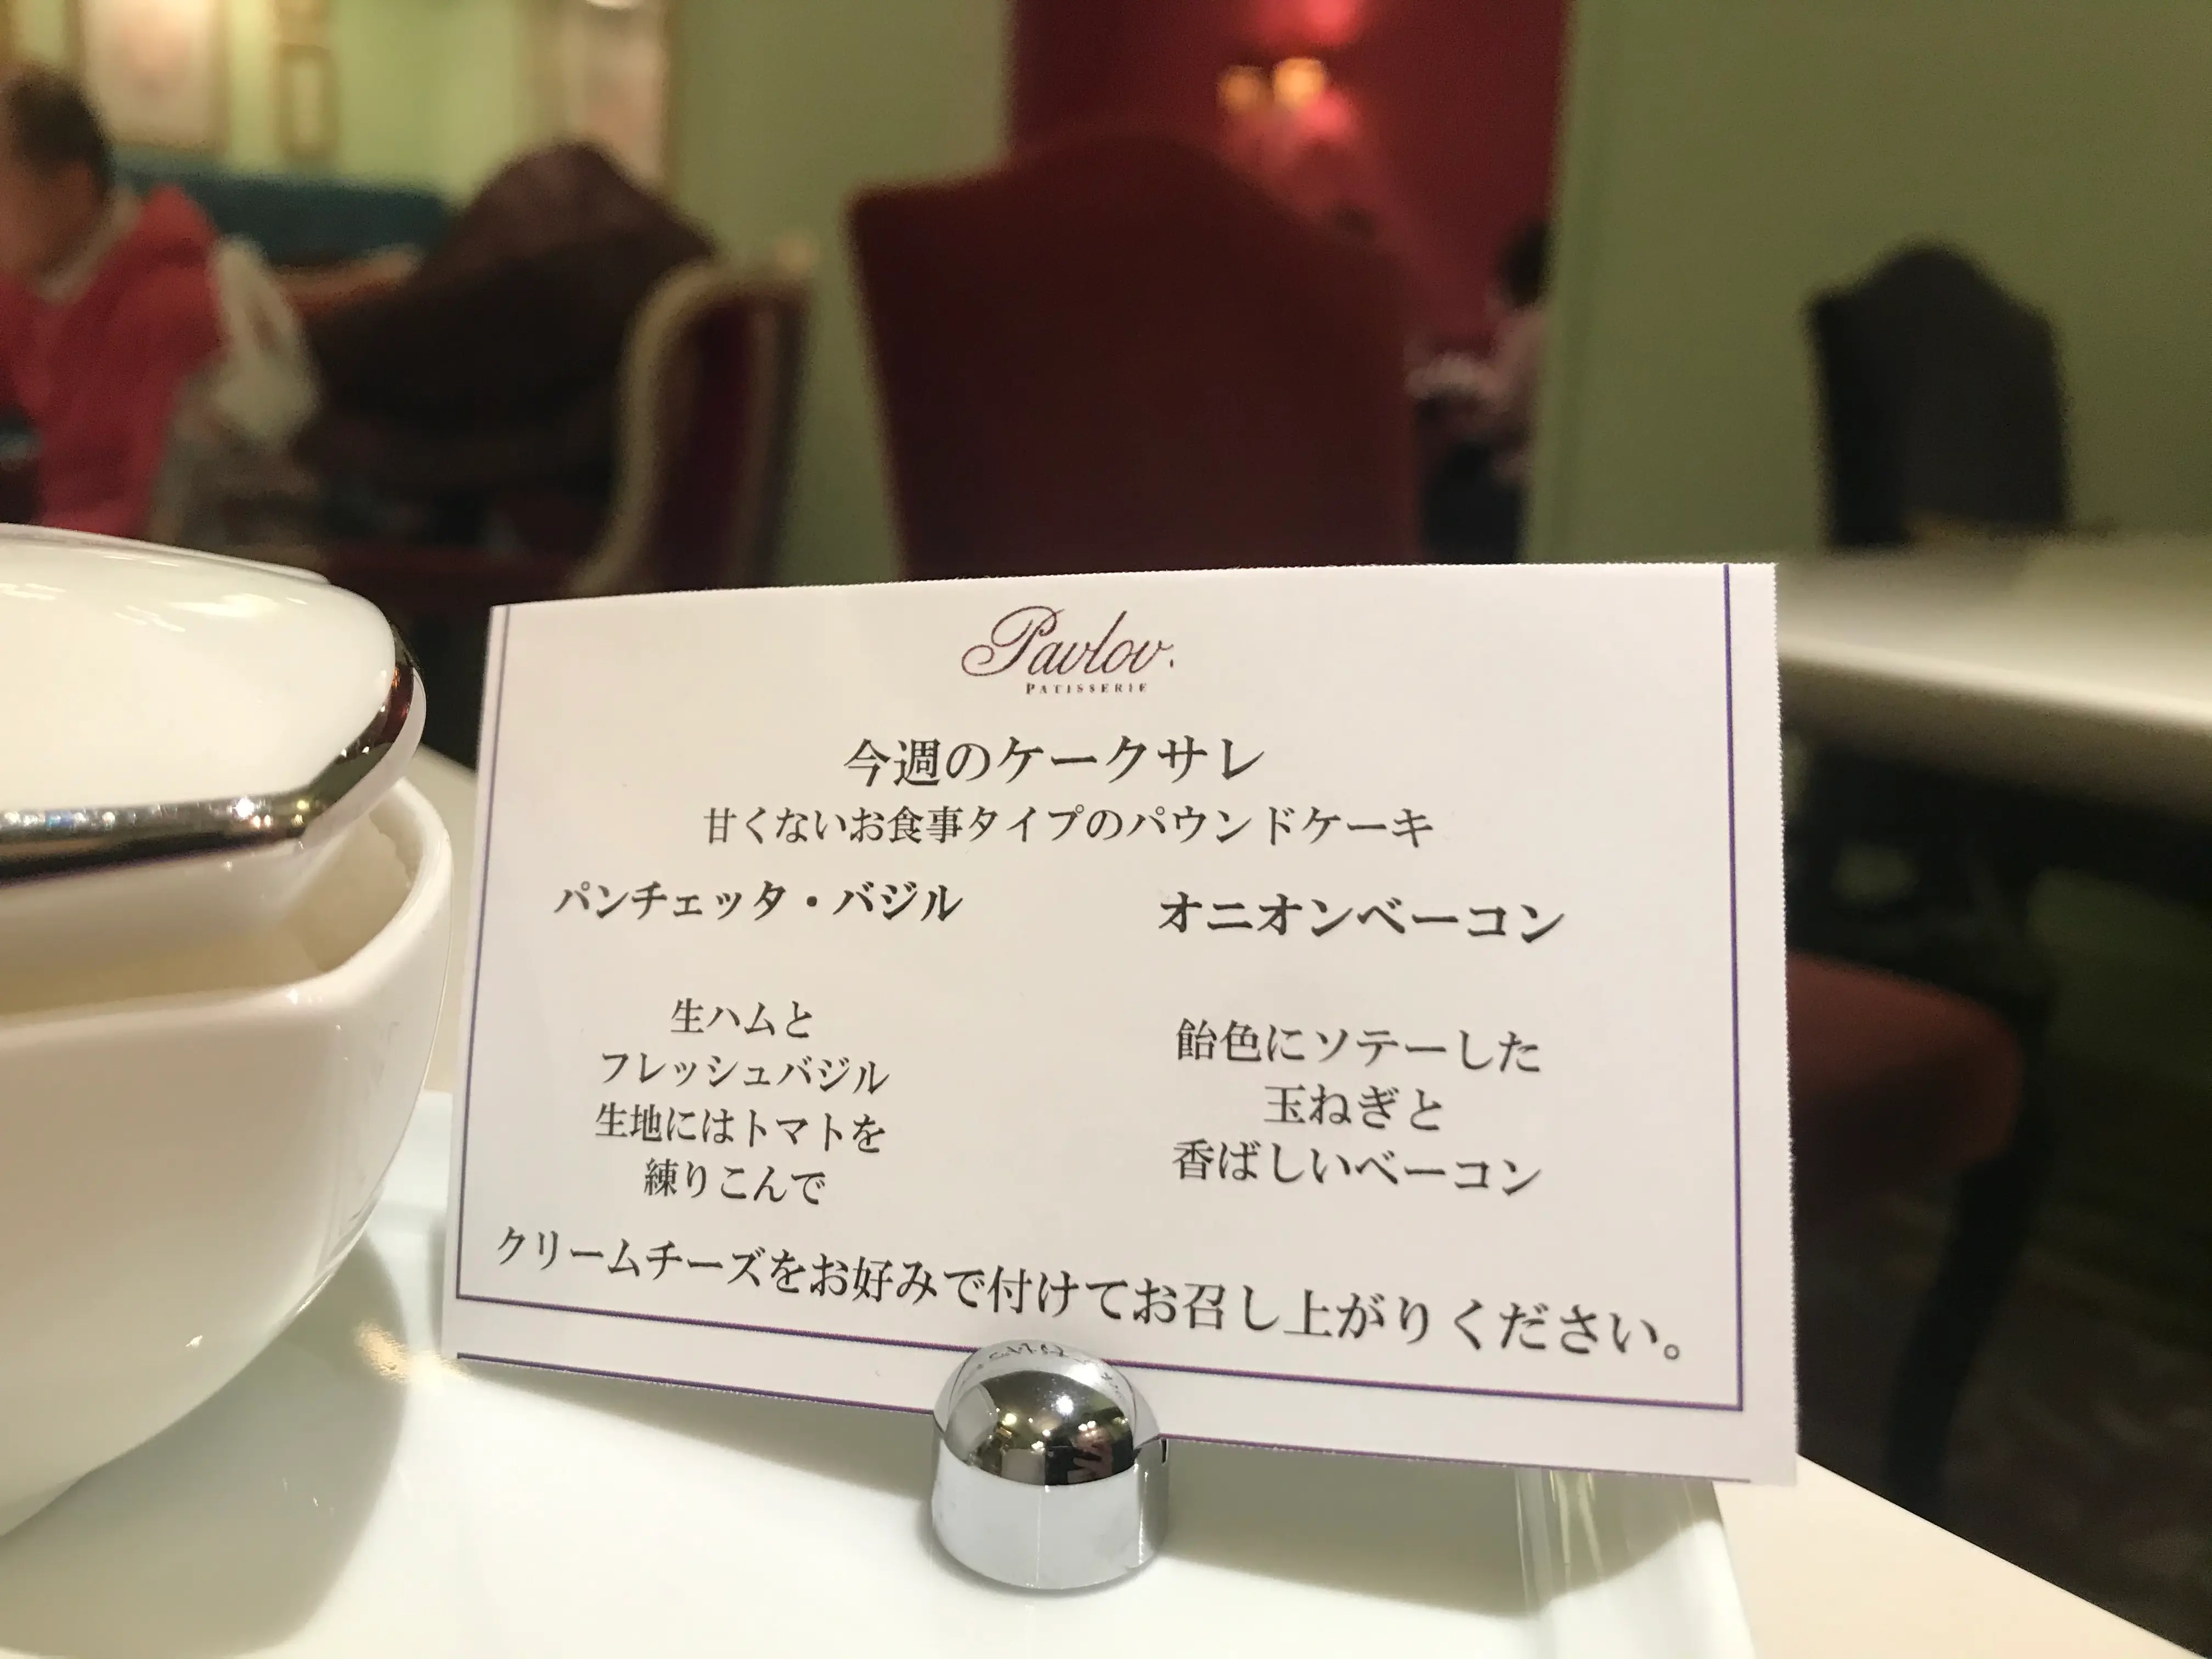 Pavlov.
PATISSERIE
今週のケークサレ
甘くないお食事タイプのパウンドケーキ
パンチェッタ・バジル
生ハムと
フレッシュバジル
生地にはトマトを
練りこんで
オニオンベーコン
飴色にソテーした
玉ねぎと
香ばしいベーコン
クリームチーズをお好みで付けてお召し上がりください。